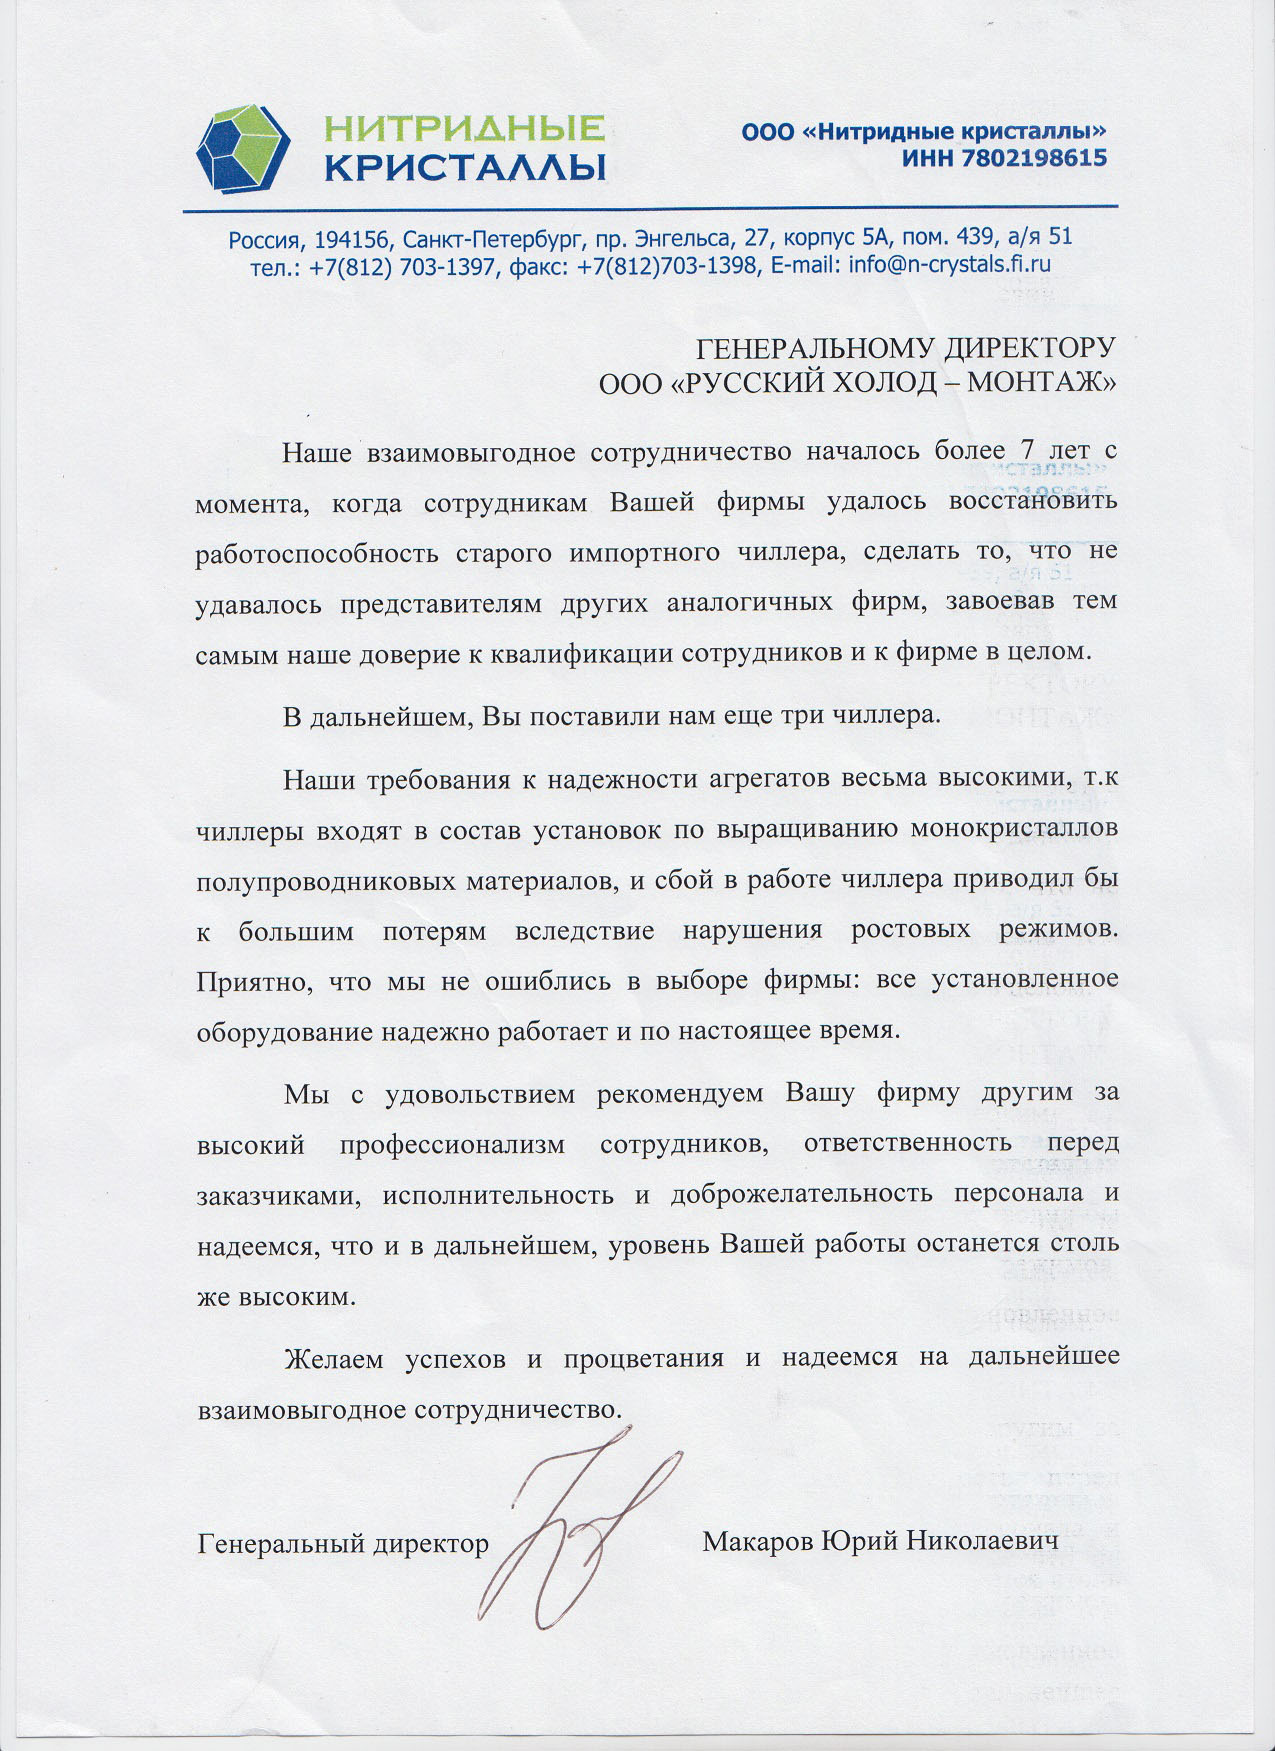 НИТРИДНЫЕ
КРИСТАЛЛЫ
ООО «Нитридные кристаллы»
ИНН 7802198615
Россия, 194156, Санкт-Петербург, пр. Энгельса, 27, корпус 5А, пом. 439, а/я 51
тел.: +7(812) 703-1397, факс: +7(812)703-1398, E-mail: info@n-crystals.fi.ru
ГЕНЕРАЛЬНОМУ ДИРЕКТОРУ
ООО «РУССКИЙ ХОЛОД – МОНТАЖ»
Наше взаимовыгодное сотрудничество началось более 7 лет с
момента, когда сотрудникам Вашей фирмы удалось восстановить
работоспособность старого импортного чиллера, сделать то, что не
удавалось представителям других аналогичных фирм, завоевав тем
самым наше доверие к квалификации сотрудников и к фирме в целом.
В дальнейшем, Вы поставили нам еще три чиллера.
Наши требования к надежности агрегатов весьма высокими, т.к
чиллеры входят в состав установок по выращиванию монокристаллов
полупроводниковых материалов, и сбой в работе чиллера приводил бы
к большим потерям вследствие нарушения ростовых режимов.
Приятно, что мы не ошиблись в выборе фирмы: все установленное
оборудование надежно работает и по настоящее время.
Мы с удовольствием рекомендуем Вашу фирму другим за
высокий профессионализм сотрудников, ответственность перед
заказчиками, исполнительность и доброжелательность персонала и
надеемся, что и в дальнейшем, уровень Вашей работы останется столь
же высоким.
Желаем успехов и процветания и надеемся на дальнейшее
взаимовыгодное сотрудничество.
Генеральный директор Макаров Юрий Николаевич